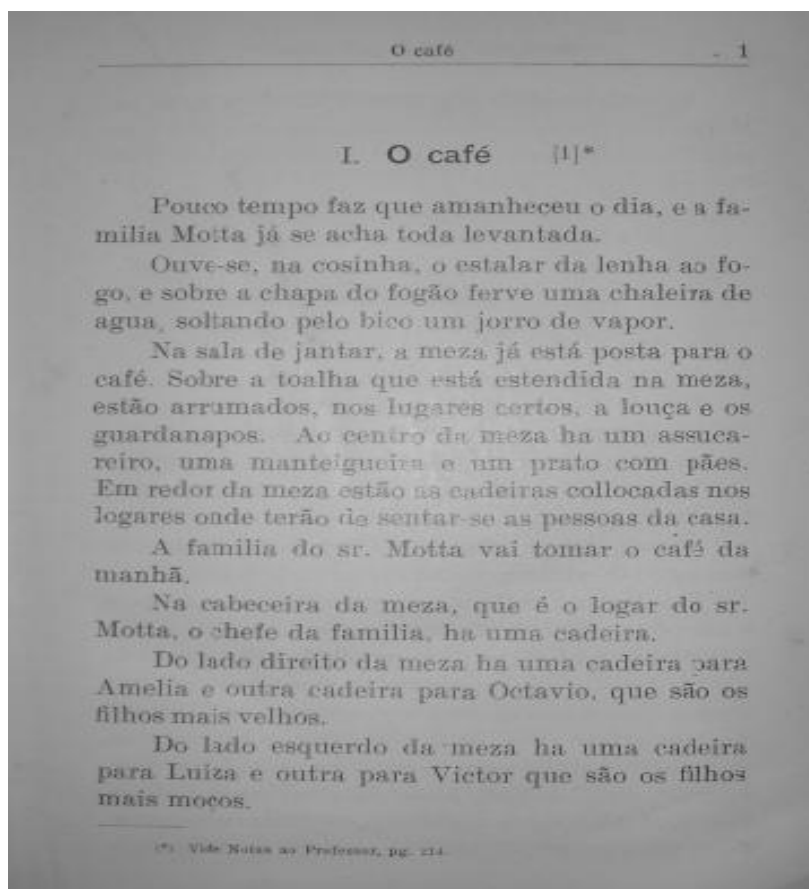 O café 1
I. O café [1]*
Pouco tempo faz que amanheceu o dia, e a fa-
milia Motta já se acha toda levantada.
Ouve-se, na cosinha, o estalar da lenha ao fo-
go, e sobre a chapa do fogão ferve uma chaleira de
agua, soltando pelo bico um jorro de vapor.
Na sala de jantar, a meza já está posta para o
café. Sobre a toalha que está estendida na meza,
estão arrumados, nos lugares certos, a louça e os
guardanapos. Ao centro da meza ha um assuca-
reiro, uma manteigueira e um prato com pães.
Em redor da meza estão as cadeiras collocadas nos
logares onde terão de sentar-se as pessoas da casa.
A familia do sr. Motta vai tomar o café da
manhã.
Na cabeceira da meza, que é o logar do sr.
Motta, o chefe da familia, ha uma cadeira.
Do lado direito da meza ha uma cadeira para
Amelia e outra cadeira para Octavio, que são os
filhos mais velhos.
Do lado esquerdo da meza ha uma cadeira
para Luiza e outra para Victor que são os filhos
mais moços.
(*) Vide Notas ao Professor, pg. 214.